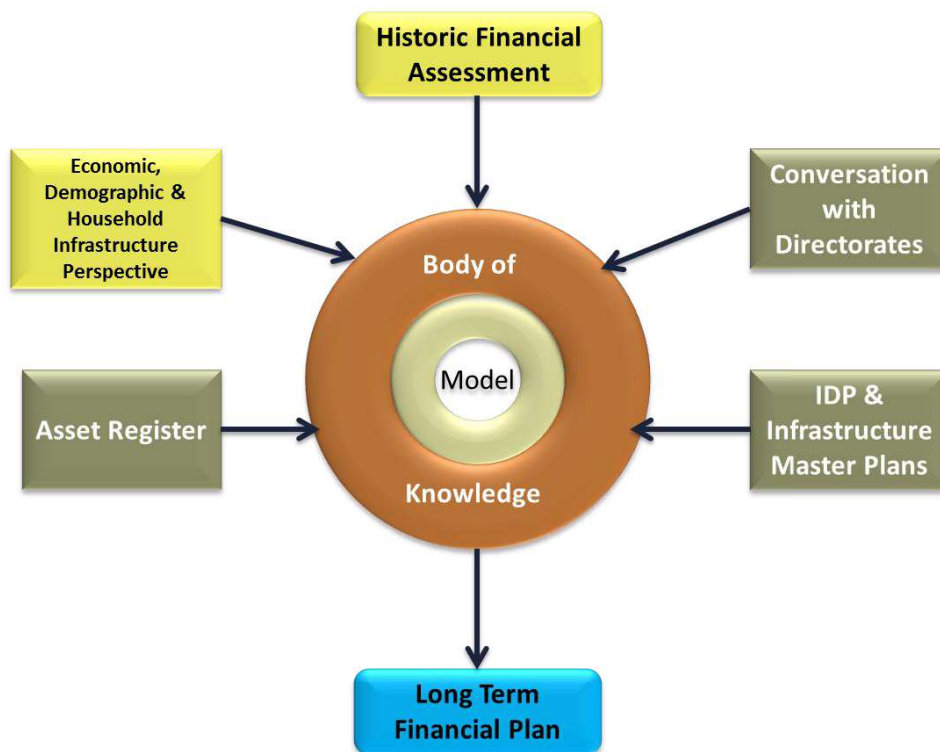 Historic Financial
Assessment
Economic,
Demographic &
Household
Infrastructure
Perspective
Conversation
with
Directorates
Body of
Model
Knowledge
Asset Register
IDP &
Infrastructure
Master Plans
Long Term
Financial Plan